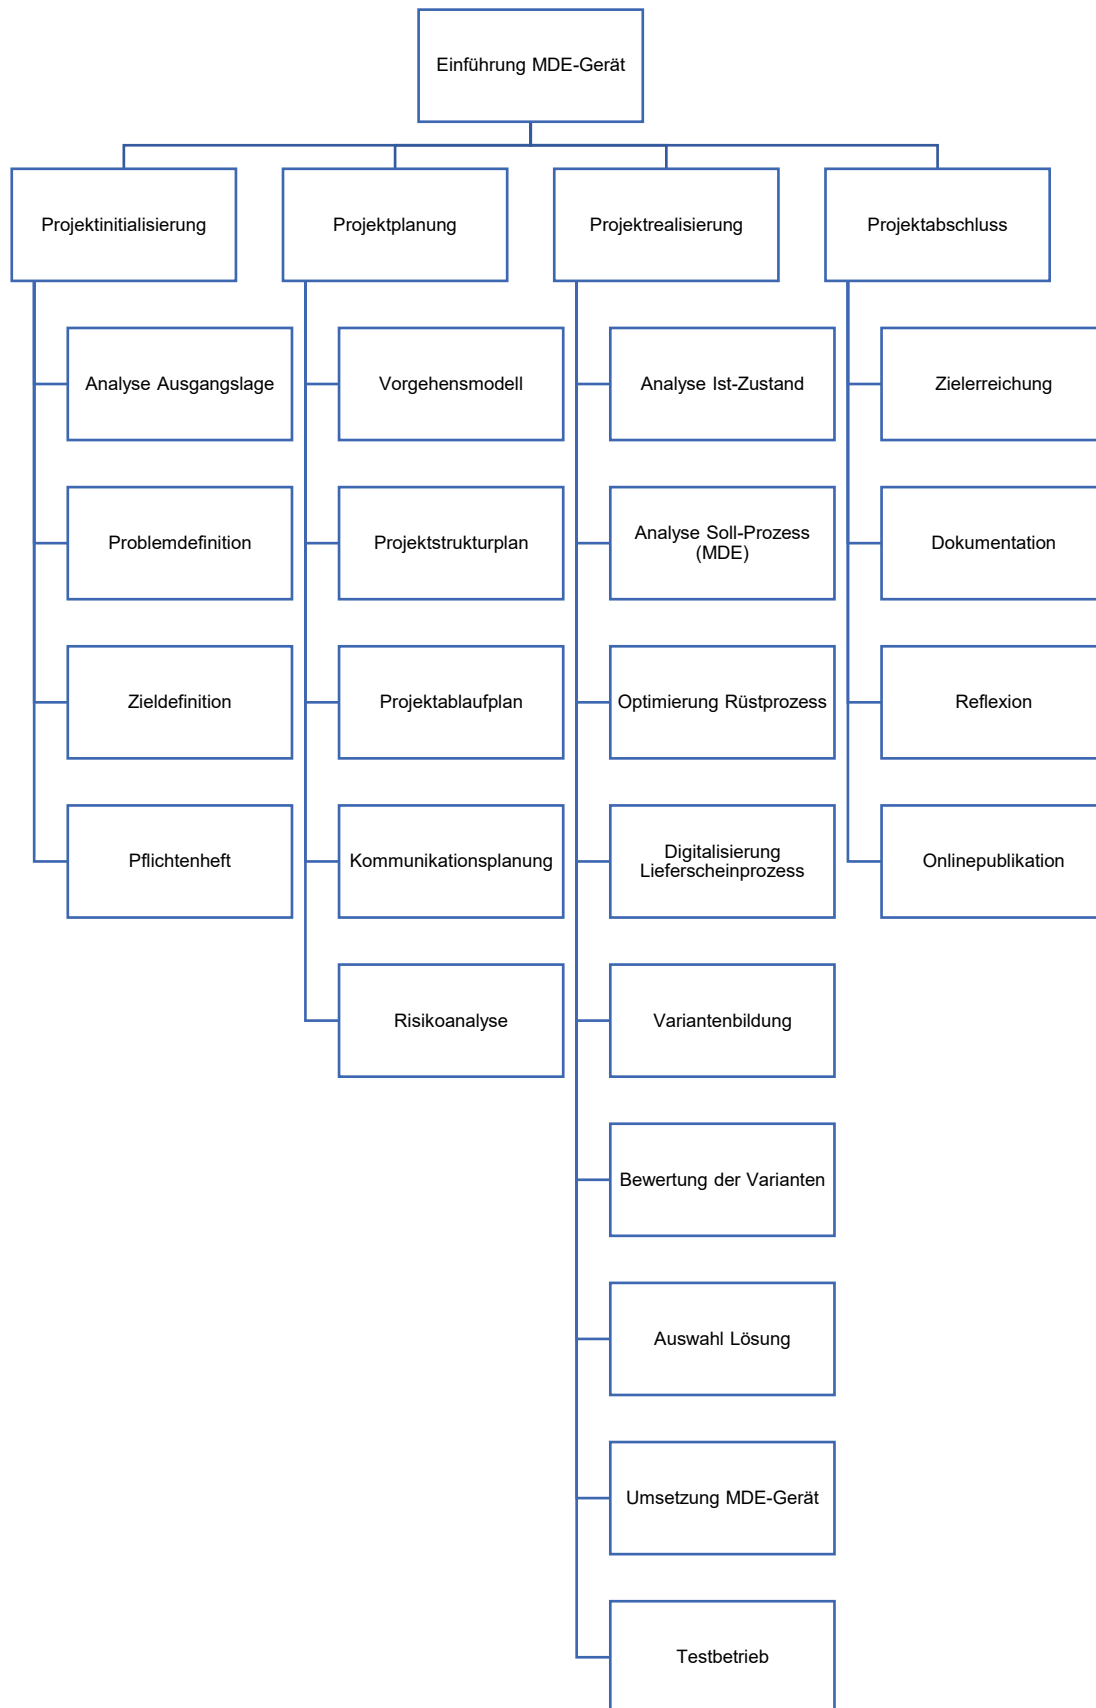 Einführung MDE-Gerät
Projektinitialisierung
Projektplanung
Projektrealisierung
Projektabschluss
Analyse Ausgangslage
Vorgehensmodell
Analyse Ist-Zustand
Zielerreichung
Problemdefinition
Projektstrukturplan
Analyse Soll-Prozess
(MDE)
Dokumentation
Zieldefinition
Projektablaufplan
Optimierung Rüstprozess
Reflexion
Pflichtenheft
Kommunikationsplanung
Digitalisierung
Lieferscheinprozess
Onlinepublikation
Risikoanalyse
Variantenbildung
Bewertung der Varianten
Auswahl Lösung
Umsetzung MDE-Gerät
Testbetrieb